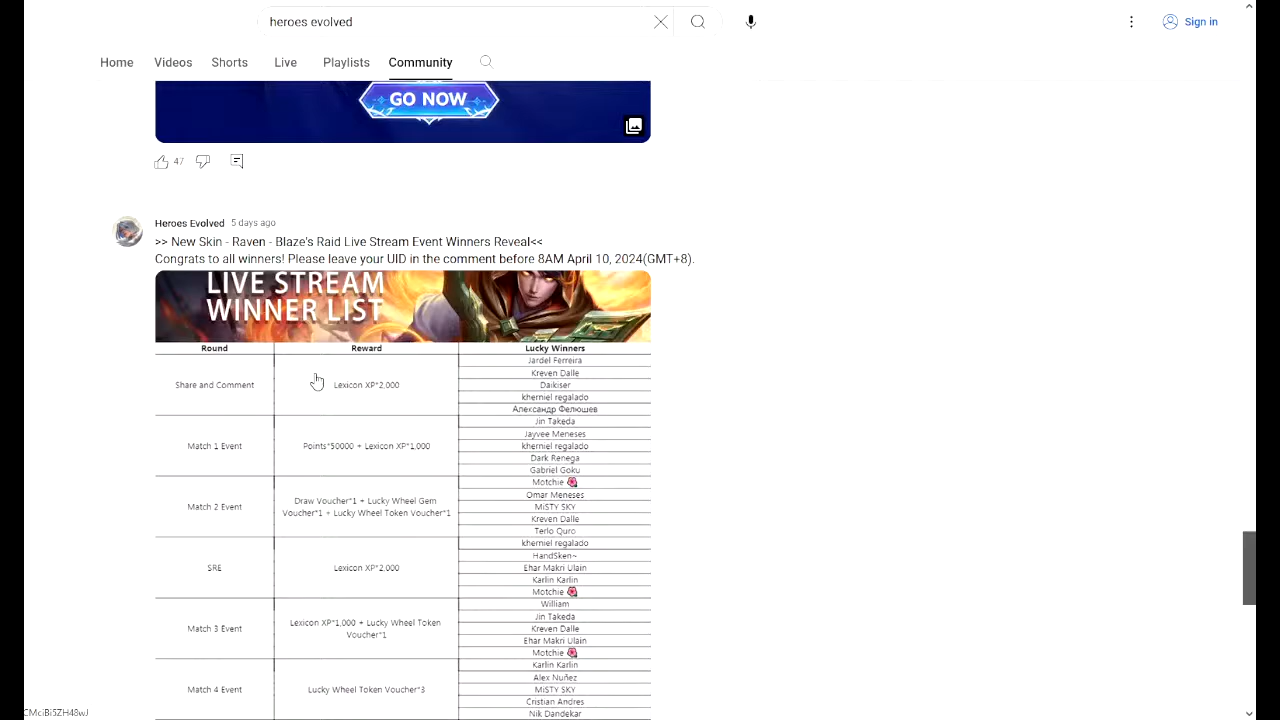 heroes evolved
Sign in
Home Videos Shorts Live Playlists Community
GO NOW
47
Heroes Evolved 5 days ago
>> New Skin - Raven - Blaze's Raid Live Stream Event Winners Reveal<<
Congrats to all winners! Please leave your UID in the comment before 8AM April 10, 2024(GMT+8).
LIVE STREAM
WINNER LIST
Round Reward Lucky Winners
Share and Comment Lexicon XP*2,000
Jardel Ferreira
Kreven Dalle
Daikiser
kherniel regalado
Александр Фелюшев
Match 1 Event Points*50000 + Lexicon XP*1,000
Jin Takeda
Jayvee Meneses
kherniel regalado
Dark Renega
Gabriel Goku
Match 2 Event
Draw Voucher*1 + Lucky Wheel Gem
Voucher*1 + Lucky Wheel Token Voucher*1
Motchie
Omar Meneses
MiSTY SKY
Kreven Dalle
Terlo Quro
SRE Lexicon XP*2,000
kherniel regalado
HandSken~
Ehar Makri Ulain
Karlin Karlin
Motchie
Match 3 Event
Lexicon XP*1,000 + Lucky Wheel Token
Voucher*1
William
Jin Takeda
Kreven Dalle
Ehar Makri Ulain
Motchie
Match 4 Event Lucky Wheel Token Voucher*3
Karlin Karlin
Alex Nuñez
MiSTY SKY
Cristian Andres
Nik Dandekar